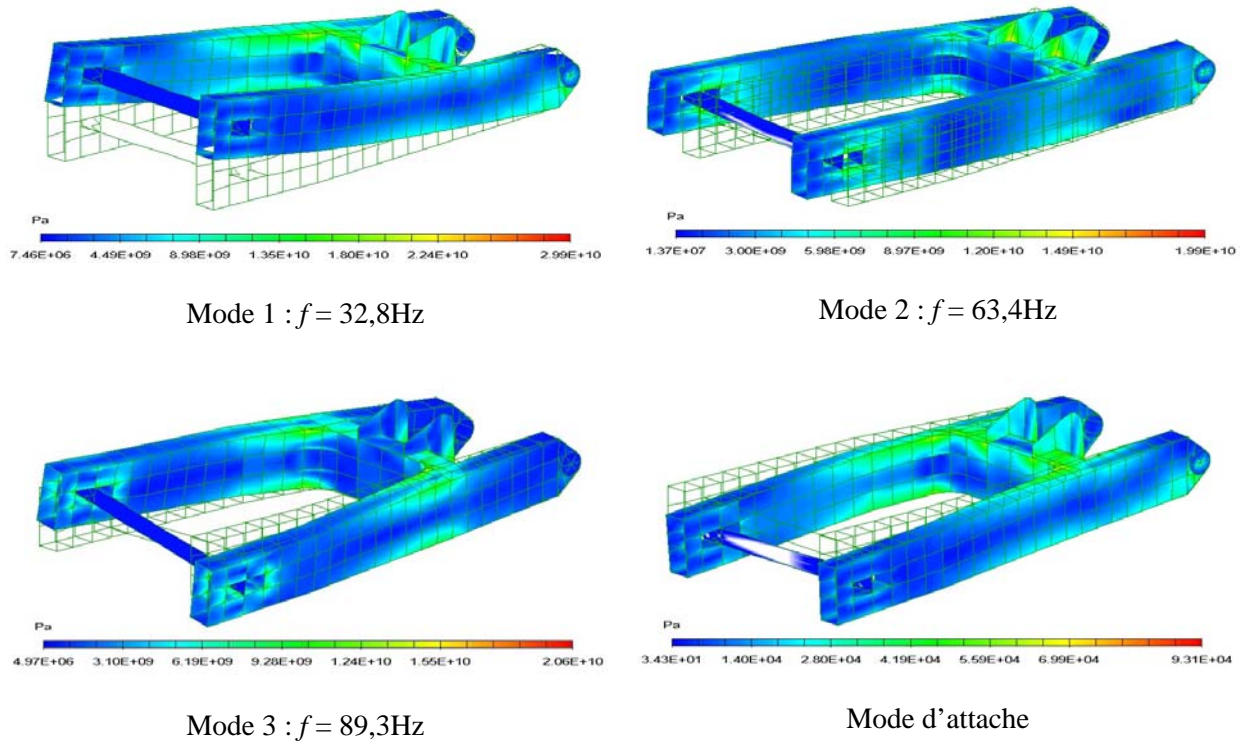 Pa
7.46E+06 4.49E+09 8.98E+09 1.35E+10 1.80E+10 2.24E+10 2.99E+10
Mode 1 : f = 32,8Hz
Pa
1.37E+07 3.00E+09 5.98E+09 8.97E+09 1.20E+10 1.49E+10 1.99E+10
Mode 2 : f = 63,4Hz
Pa
4.97E+06 3.10E+09 6.19E+09 9.28E+09 1.24E+10 1.55E+10 2.06E+10
Mode 3 : f = 89,3Hz
Pa
3.43E+01 1.40E+04 2.80E+04 4.19E+04 5.59E+04 6.99E+04 9.31E+04
Mode d’attache